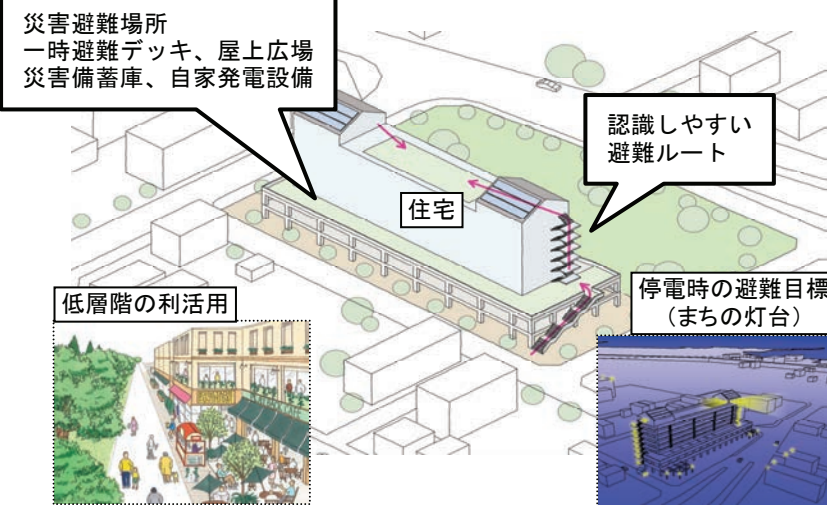 災害避難場所
一時避難デッキ、屋上広場
災害備蓄庫、自家発電設備
認識しやすい
避難ルート
住宅
低層階の利活用
停電時の避難目標
（まちの灯台）